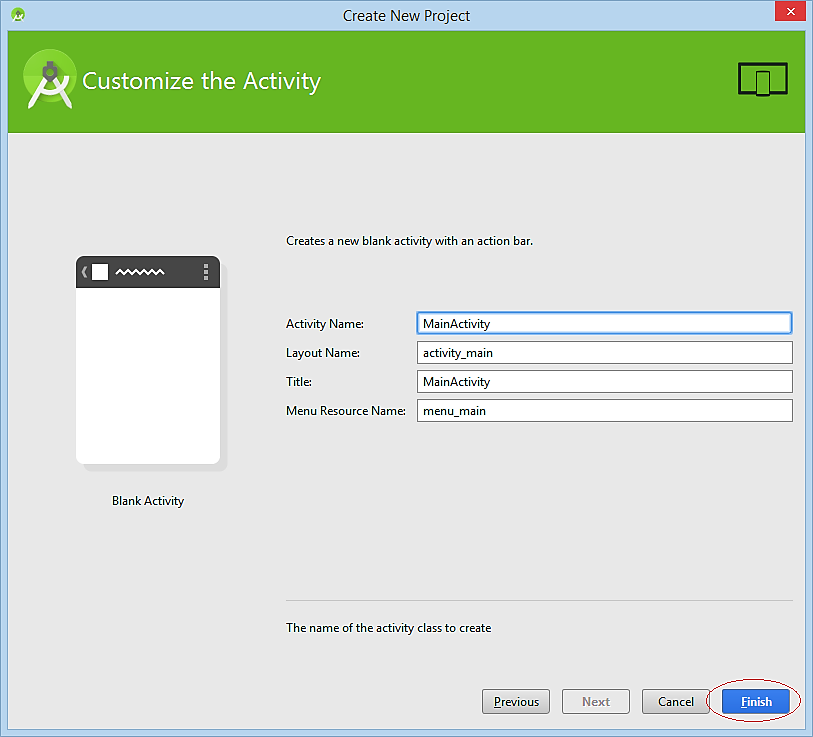 Create New Project
Customize the Activity
Creates a new blank activity with an action bar.
Activity Name: MainActivity
Layout Name: activity_main
Title: MainActivity
Menu Resource Name: menu_main
Blank Activity
The name of the activity class to create
Previous Next Cancel Finish